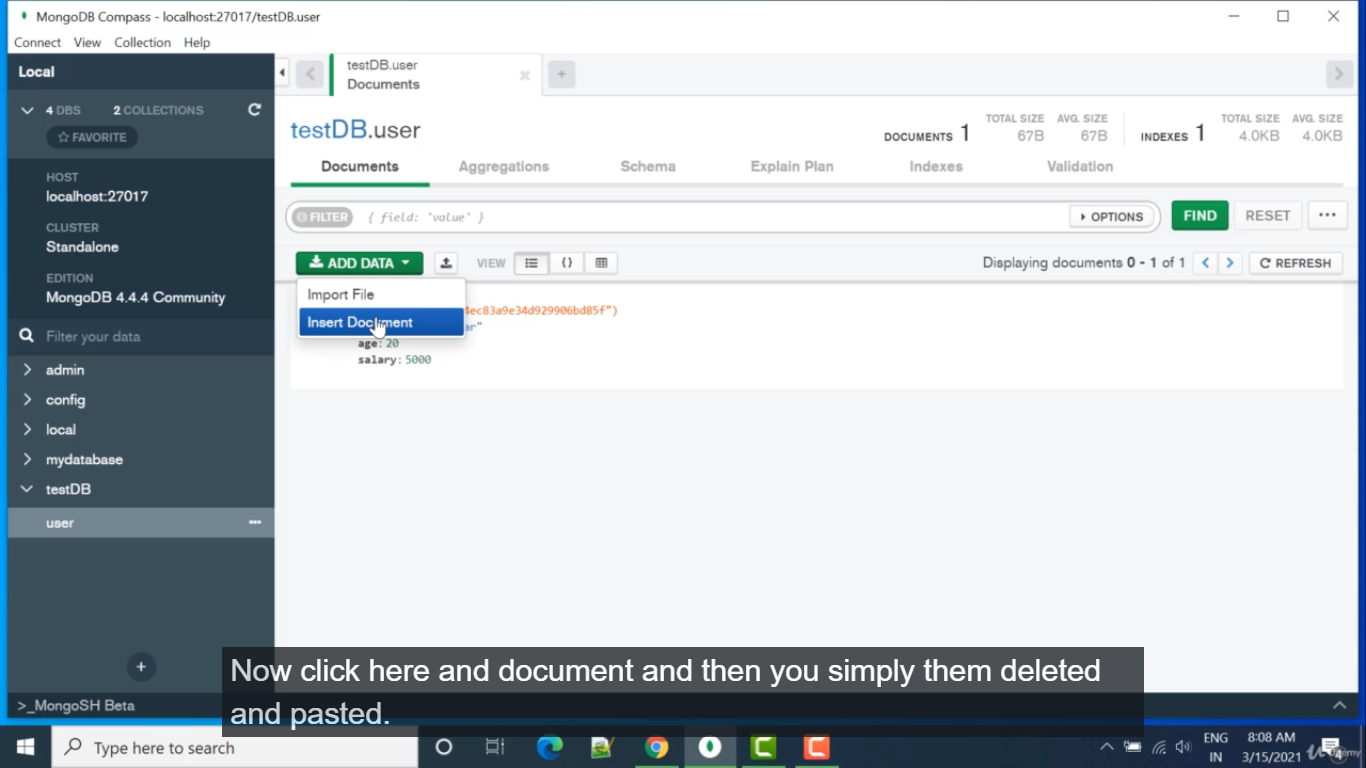 MongoDB Compass - localhost:27017/testDB.user
Connect View Collection Help
Local
4 DBS 2 COLLECTIONS
FAVORITE
HOST
localhost:27017
CLUSTER
Standalone
EDITION
MongoDB 4.4.4 Community
Filter your data
admin
config
local
mydatabase
testDB
user
>_MongoSH Beta
testDB.user
Documents
testDB.user
DOCUMENTS 1
TOTAL SIZE AVG. SIZE
67B 67B
INDEXES 1
TOTAL SIZE AVG. SIZE
4.0KB 4.0KB
Documents Aggregations Schema Explain Plan Indexes Validation
FILTER { field: 'value' } OPTIONS FIND RESET ...
ADD DATA VIEW {} Displaying documents 0 - 1 of 1 REFRESH
Import File
Insert Document
4ec83a9e34d929906bd85f")
ar"
age: 20
salary: 5000
Now click here and document and then you simply them deleted
and pasted.
Type here to search
ENG
IN
8:08 AM
3/15/2021
4